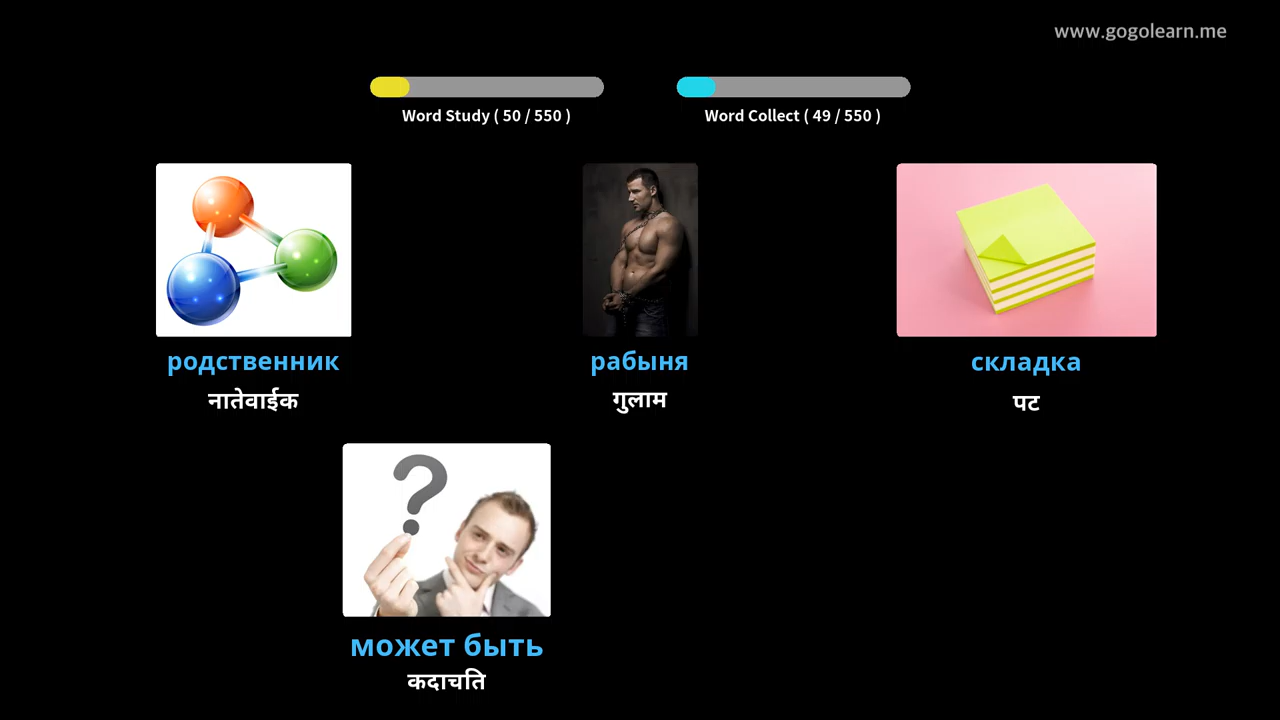 www.gogolearn.me
Word Study ( 50 / 550 )
Word Collect ( 49 / 550 )
родственник
рабыня
складка
नातेवाईक
गुलाम
पट
может быть
कदाचति